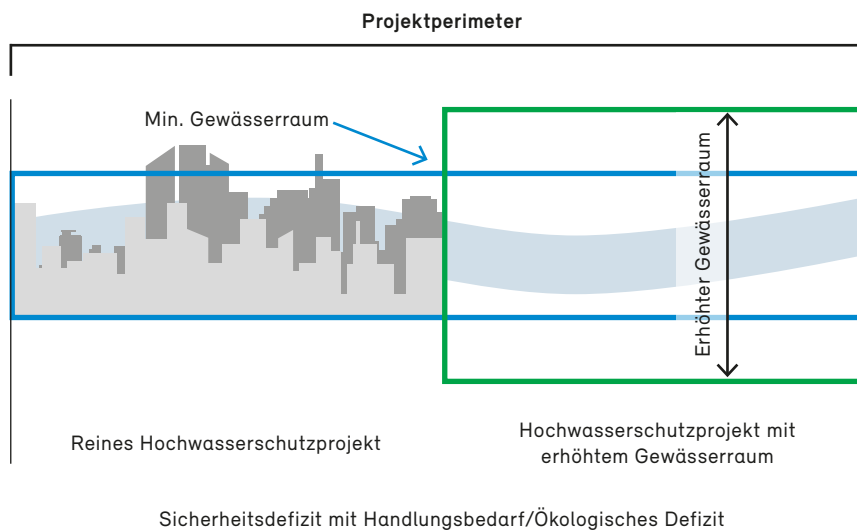 Projektperimeter
Min. Gewässerraum
Erhöhter Gewässerraum
Reines Hochwasserschutzprojekt
Hochwasserschutzprojekt mit
erhöhtem Gewässerraum
Sicherheitsdefizit mit Handlungsbedarf/Ökologisches Defizit